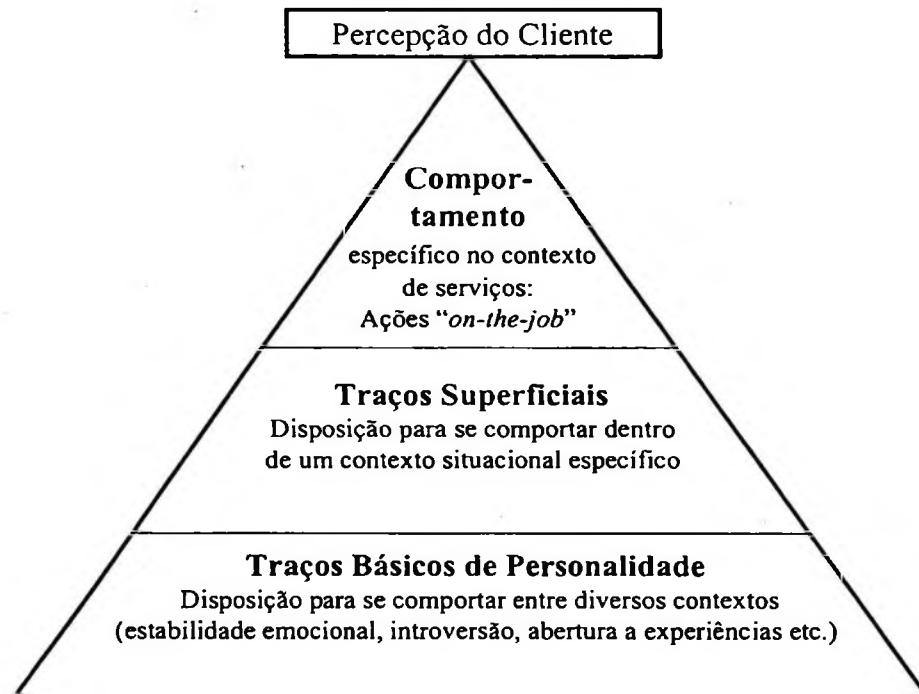 Percepção do Cliente
Compor-
tamento
específico no contexto
de serviços:
Ações “on-the-job”
Traços Superficiais
Disposição para se comportar dentro
de um contexto situacional específico
Traços Básicos de Personalidade
Disposição para se comportar entre diversos contextos
(estabilidade emocional, introversão, abertura a experiências etc.)